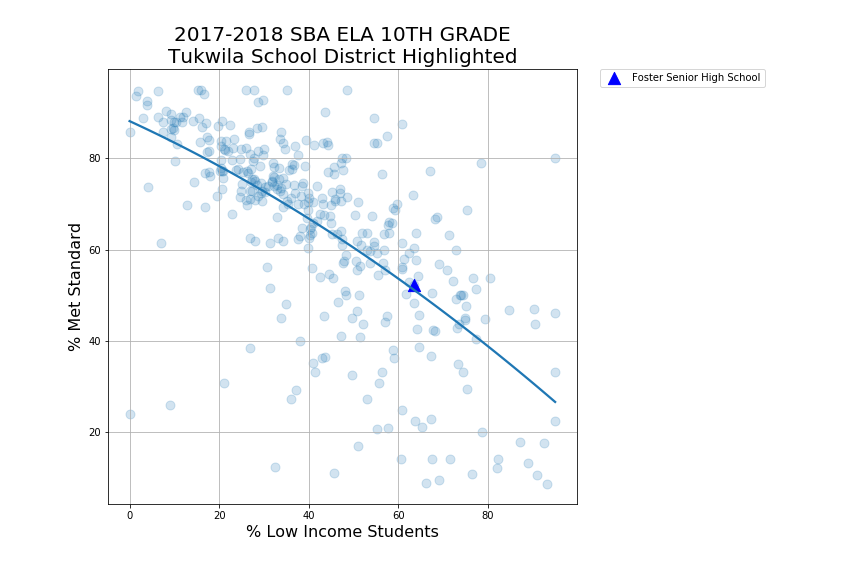 2017-2018 SBA ELA 10TH GRADE
Tukwila School District Highlighted
Foster Senior High School
% Met Standard
80
60
40
20
0 20 40 60 80
% Low Income Students